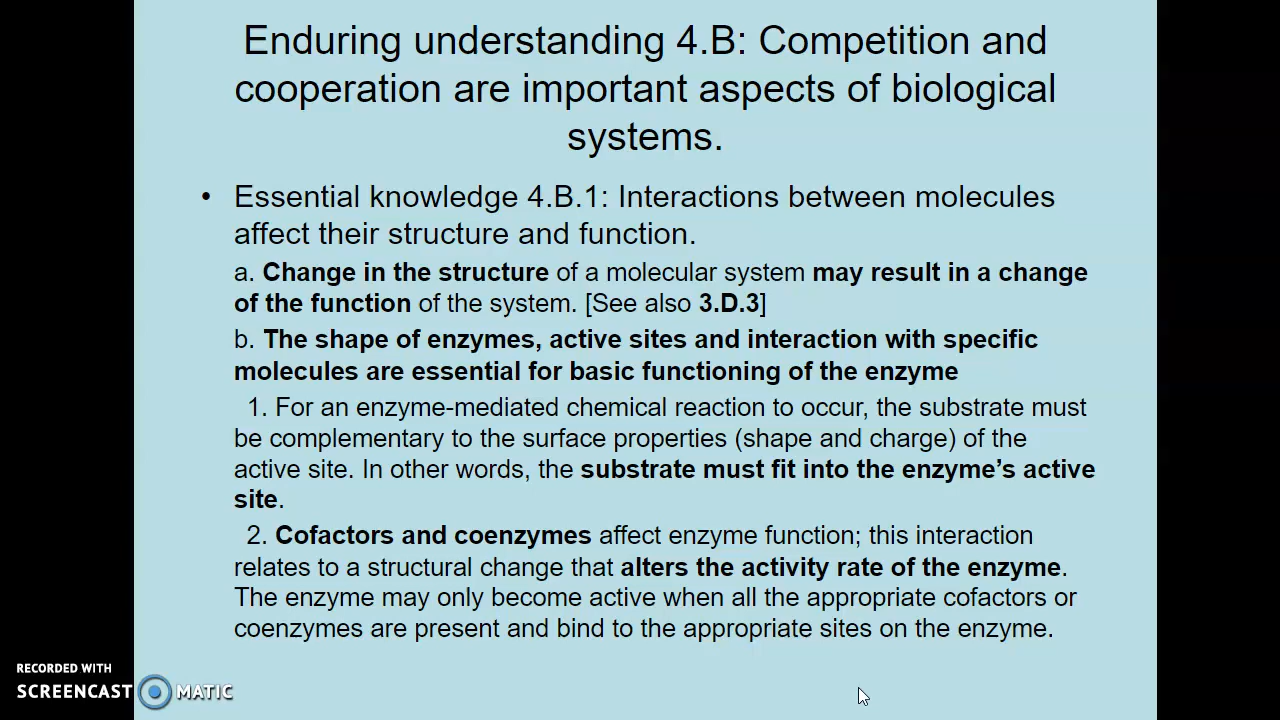 Enduring understanding 4.B: Competition and
cooperation are important aspects of biological
systems.
• Essential knowledge 4.B.1: Interactions between molecules
affect their structure and function.
a. Change in the structure of a molecular system may result in a change
of the function of the system. [See also 3.D.3]
b. The shape of enzymes, active sites and interaction with specific
molecules are essential for basic functioning of the enzyme
1. For an enzyme-mediated chemical reaction to occur, the substrate must
be complementary to the surface properties (shape and charge) of the
active site. In other words, the substrate must fit into the enzyme’s active
site.
2. Cofactors and coenzymes affect enzyme function; this interaction
relates to a structural change that alters the activity rate of the enzyme.
The enzyme may only become active when all the appropriate cofactors or
coenzymes are present and bind to the appropriate sites on the enzyme.
RECORDED WITH
SCREENCAST MATIC